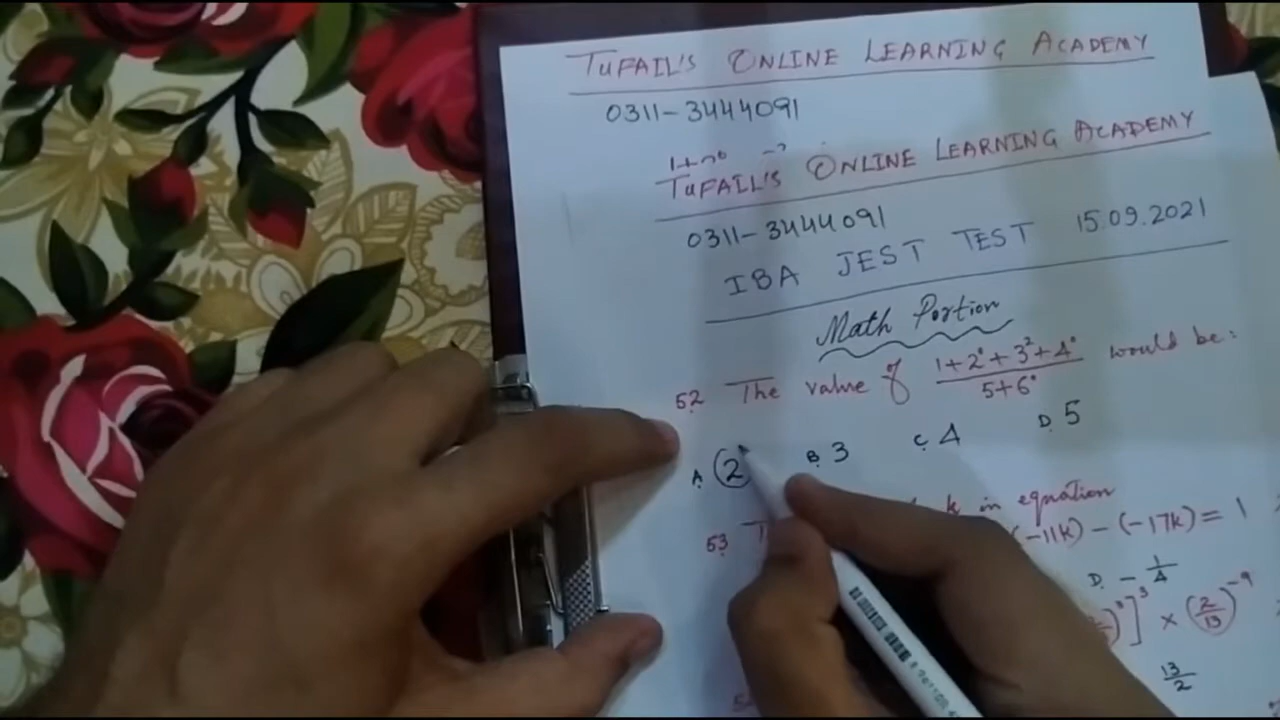 TUFAIL'S ONLINE LEARNING ACADEMY
0311-3444091
TUFAIL'S ONLINE LEARNING ACADEMY
0311-3444091
IBA JEST TEST 15.09.2021
Math Portion
52 The value of (1+2°+3²+4°)/(5+6°) would be:
A. 2 B. 3 C. 4 D. 5
53 k in equation
(-11k) - (-17k) = 1
D. -1/4
]³ × (2/13)⁻⁹
13/2